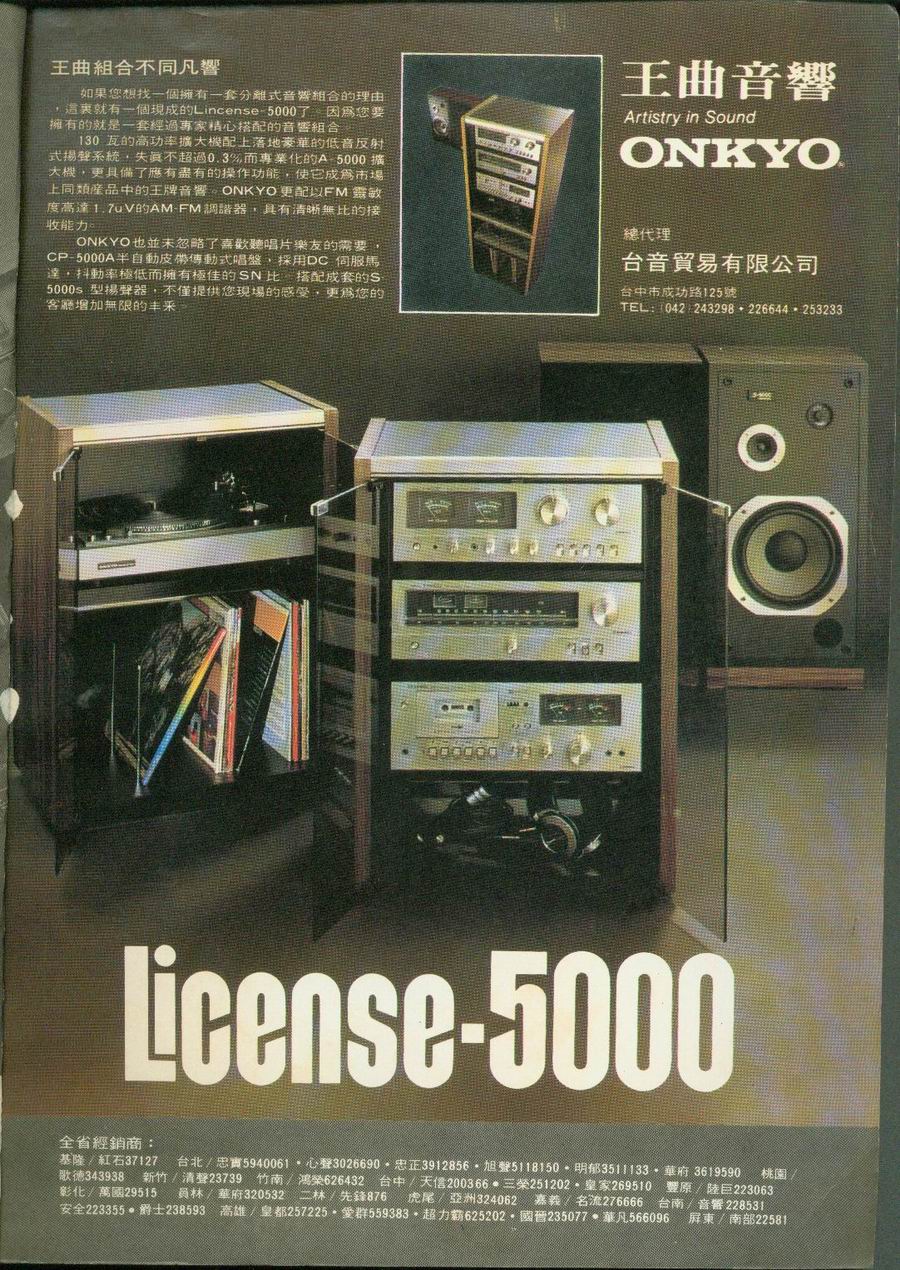 王曲組合不同凡響
如果您想找一個擁有一套分離式音響組合的理由
，這裏就有一個現成的Lincense-5000了。因爲您要
擁有的就是一套經過專家精心搭配的音響組合
130 瓦的高功率擴大機配上落地豪華的低音反射
式揚聲系統，失眞不超過0.3%而專業化的A-5000 擴
大機，更具備了應有盡有的操作功能，使它成爲市場
上同類産品中的王牌音響。ONKYO更配以FM 靈敏
度高達1.7uV的AM-FM調諧器，具有清晰無比的接
收能力。
ONKYO也並未忽略了喜歡聽唱片樂友的需要，
CP-5000A半自動皮帶傳動式唱盤，採用DC 伺服馬
達，抖動率極低而擁有極佳的SN比。搭配成套的S
5000s 型揚聲器，不僅提供您現場的感受，更爲您的
客廳增加無限的丰釆
王曲音響
Artistry in Sound
ONKYO
總代理
台音貿易有限公司
台中市成功路125號
TEL：(042)243298・226644・253233
License-5000
全省經銷商：
基隆／紅石37127 台北／忠實5940061・心聲3026690・忠正3912856・旭聲5118150・明郁3511133・華府 3619590 桃園／
歌德343938 新竹／清聲23739 竹南／鴻榮626432 台中／天信200366・三榮251202・皇家269510 豐原／陸巨223063
彰化／萬國29515 員林／華府320532 二林／先鋒876 虎尾／亞洲324062 嘉義／名流276666 台南／音響228531
安全223355・爵士238593 高雄／皇都257225・愛群559383・超力霸625202・國晉235077・華凡566096 屏東／南部22581